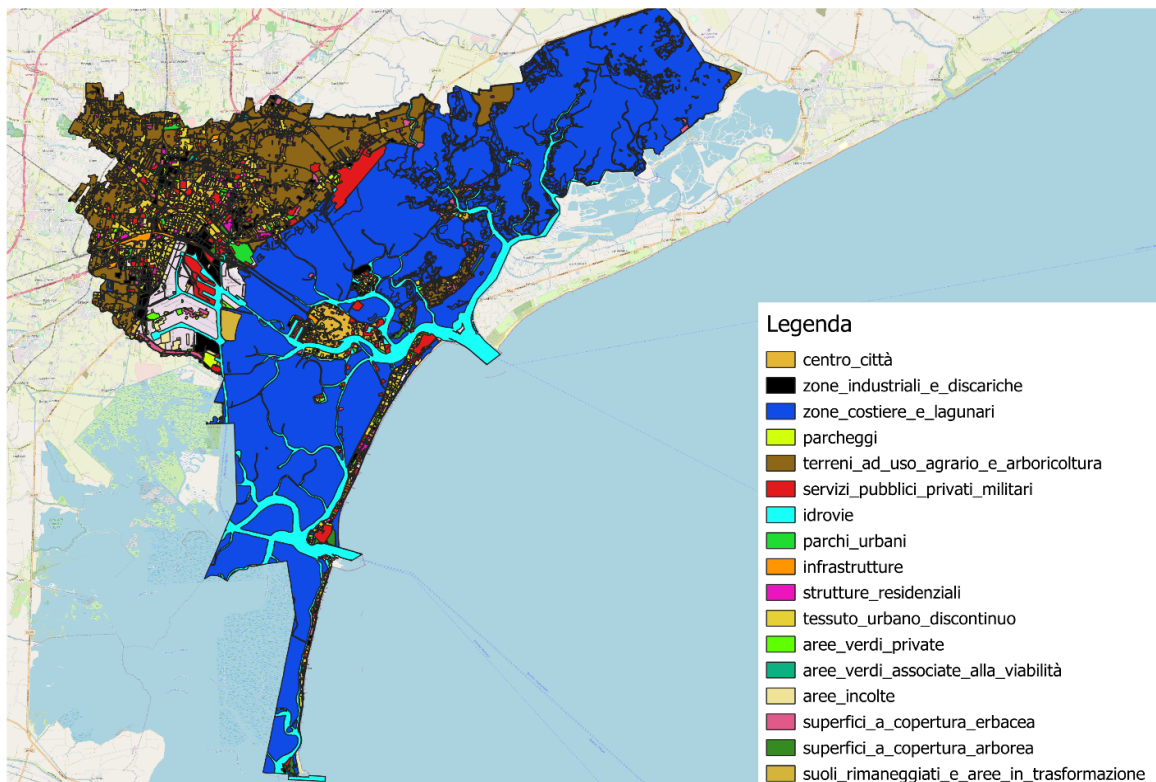 Legenda
centro_città
zone_industriali_e_discariche
zone_costiere_e_lagunari
parcheggi
terreni_ad_uso_agrario_e_arboricoltura
servizi_pubblici_privati_militari
idrovie
parchi_urbani
infrastrutture
strutture_residenziali
tessuto_urbano_discontinuo
aree_verdi_private
aree_verdi_associate_alla_viabilità
aree_incolte
superfici_a_copertura_erbacea
superfici_a_copertura_arborea
suoli_rimaneggiati_e_aree_in_trasformazione